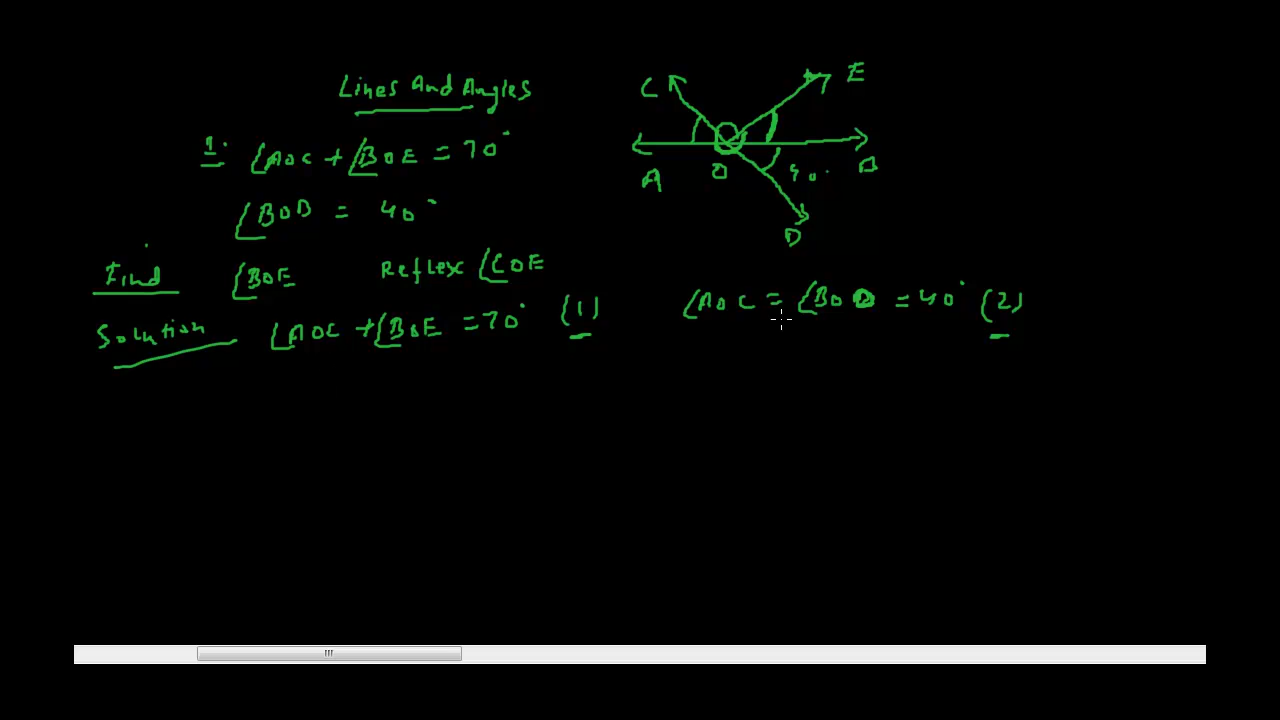 Lines And Angles
1. ∠AOC + ∠BOE = 70°
∠BOD = 40°
Find ∠BOE Reflex ∠COE
Solution ∠AOC + ∠BOE = 70° (1)
∠AOC = ∠BOD = 40° (2)
C
E
A
O
40°
B
D